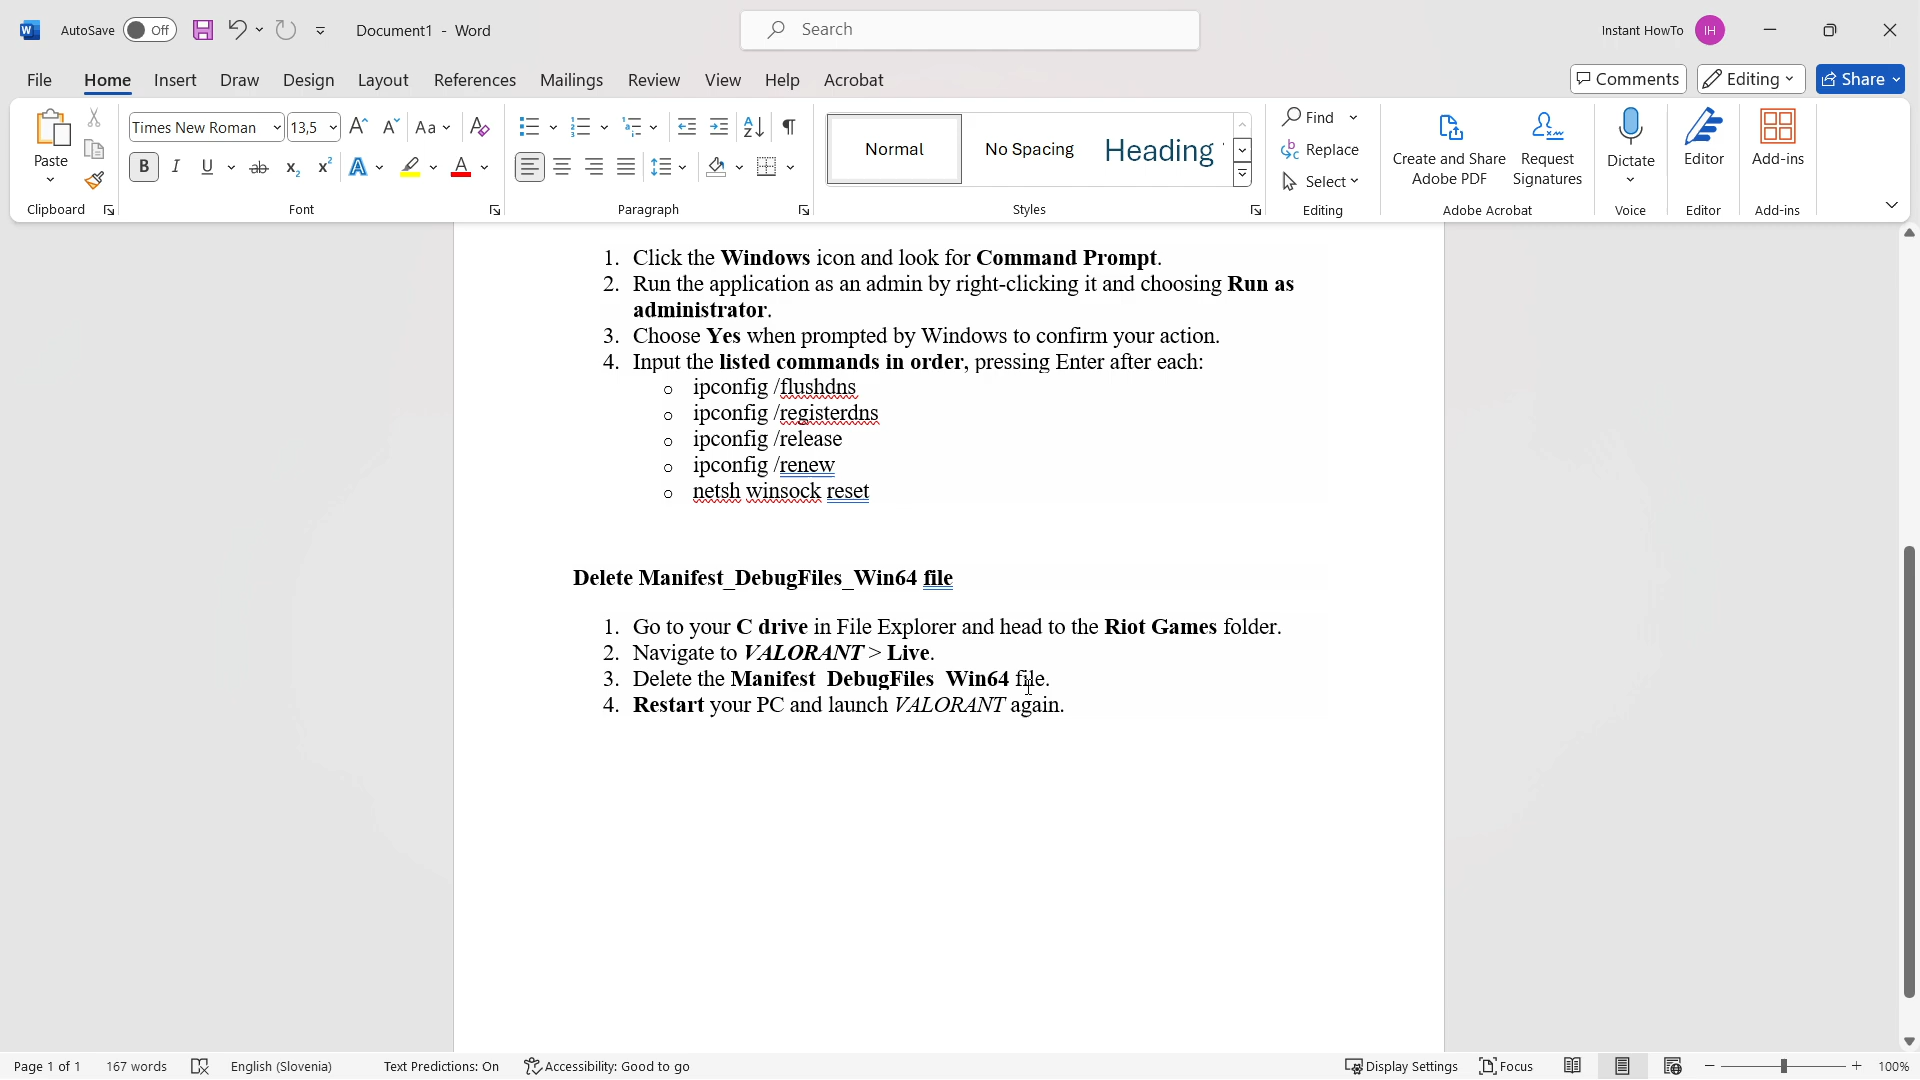 AutoSave Off Document1 - Word Search Instant HowTo IH
File Home Insert Draw Design Layout References Mailings Review View Help Acrobat Comments Editing Share
Paste Times New Roman 13,5 Aa Normal No Spacing Heading Find Replace Select Create and Share Adobe PDF Request Signatures Dictate Editor Add-ins
Clipboard Font Paragraph Styles Editing Adobe Acrobat Voice Editor Add-ins
1. Click the Windows icon and look for Command Prompt.
2. Run the application as an admin by right-clicking it and choosing Run as
administrator.
3. Choose Yes when prompted by Windows to confirm your action.
4. Input the listed commands in order, pressing Enter after each:
o ipconfig /flushdns
o ipconfig /registerdns
o ipconfig /release
o ipconfig /renew
o netsh winsock reset
Delete Manifest_DebugFiles_Win64 file
1. Go to your C drive in File Explorer and head to the Riot Games folder.
2. Navigate to VALORANT > Live.
3. Delete the Manifest_DebugFiles_Win64 file.
4. Restart your PC and launch VALORANT again.
Page 1 of 1 167 words English (Slovenia) Text Predictions: On Accessibility: Good to go Display Settings Focus 100%